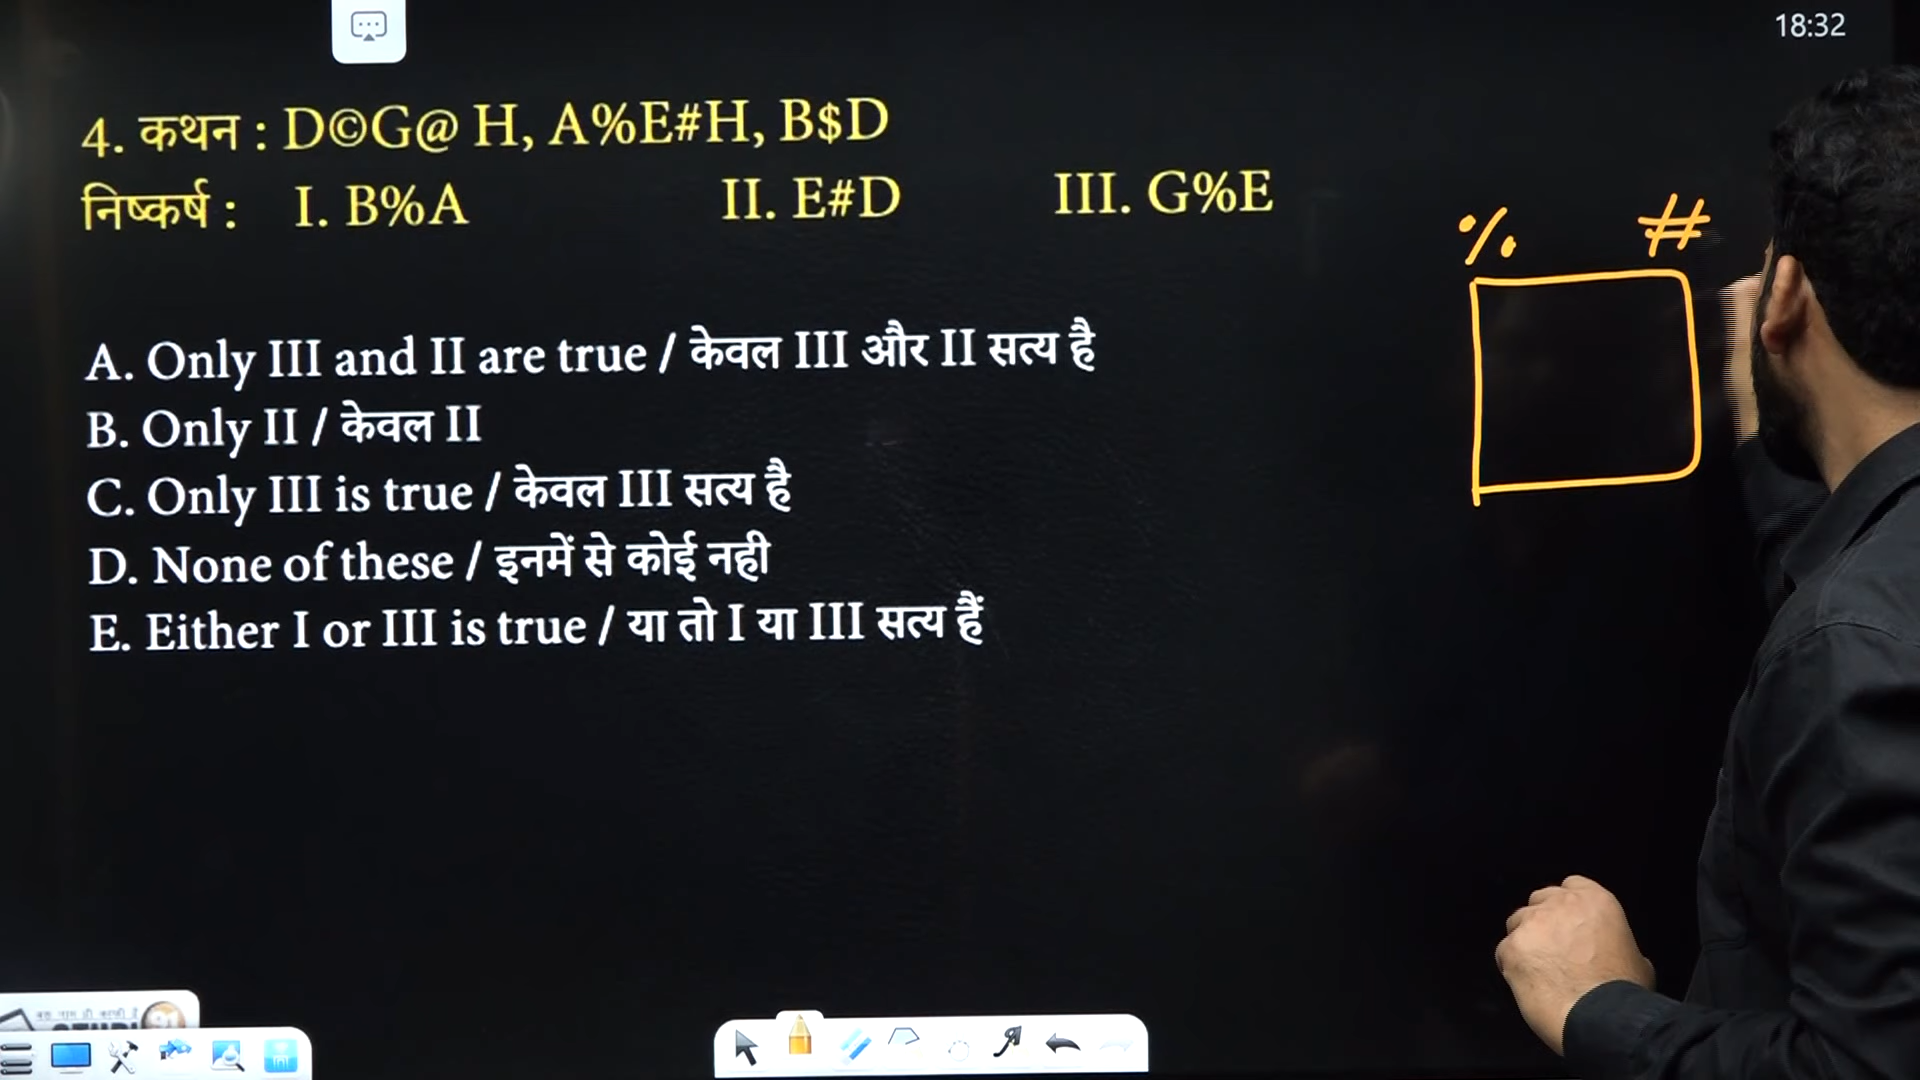 18:32
4. कथन : D©G@ H, A%E#H, B$D
निष्कर्ष : I. B%A II. E#D III. G%E
% #
A. Only III and II are true / केवल III और II सत्य है
B. Only II / केवल II
C. Only III is true / केवल III सत्य है
D. None of these / इनमें से कोई नही
E. Either I or III is true / या तो I या III सत्य हैं